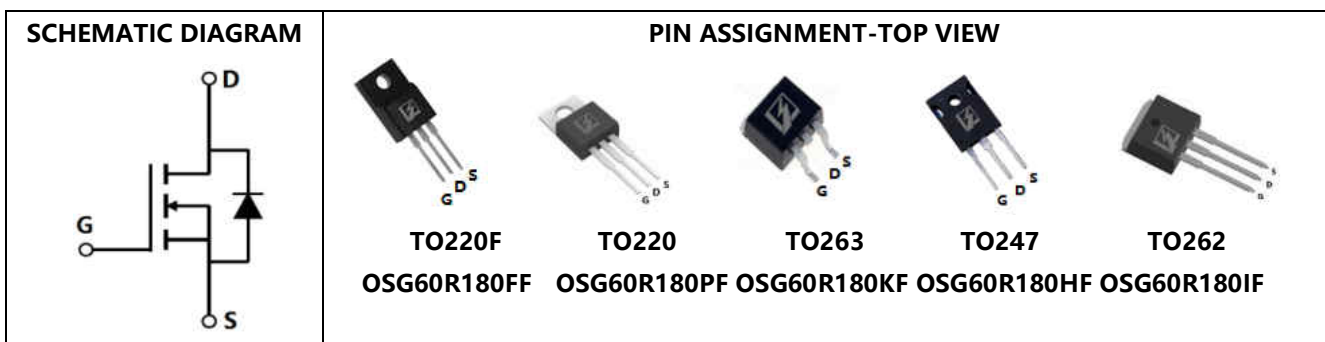 SCHEMATIC DIAGRAM
D
G
S
PIN ASSIGNMENT-TOP VIEW
G D S
G D S
G D S
G D S
G D S
TO220F TO220 TO263 TO247 TO262
OSG60R180FF OSG60R180PF OSG60R180KF OSG60R180HF OSG60R180IF